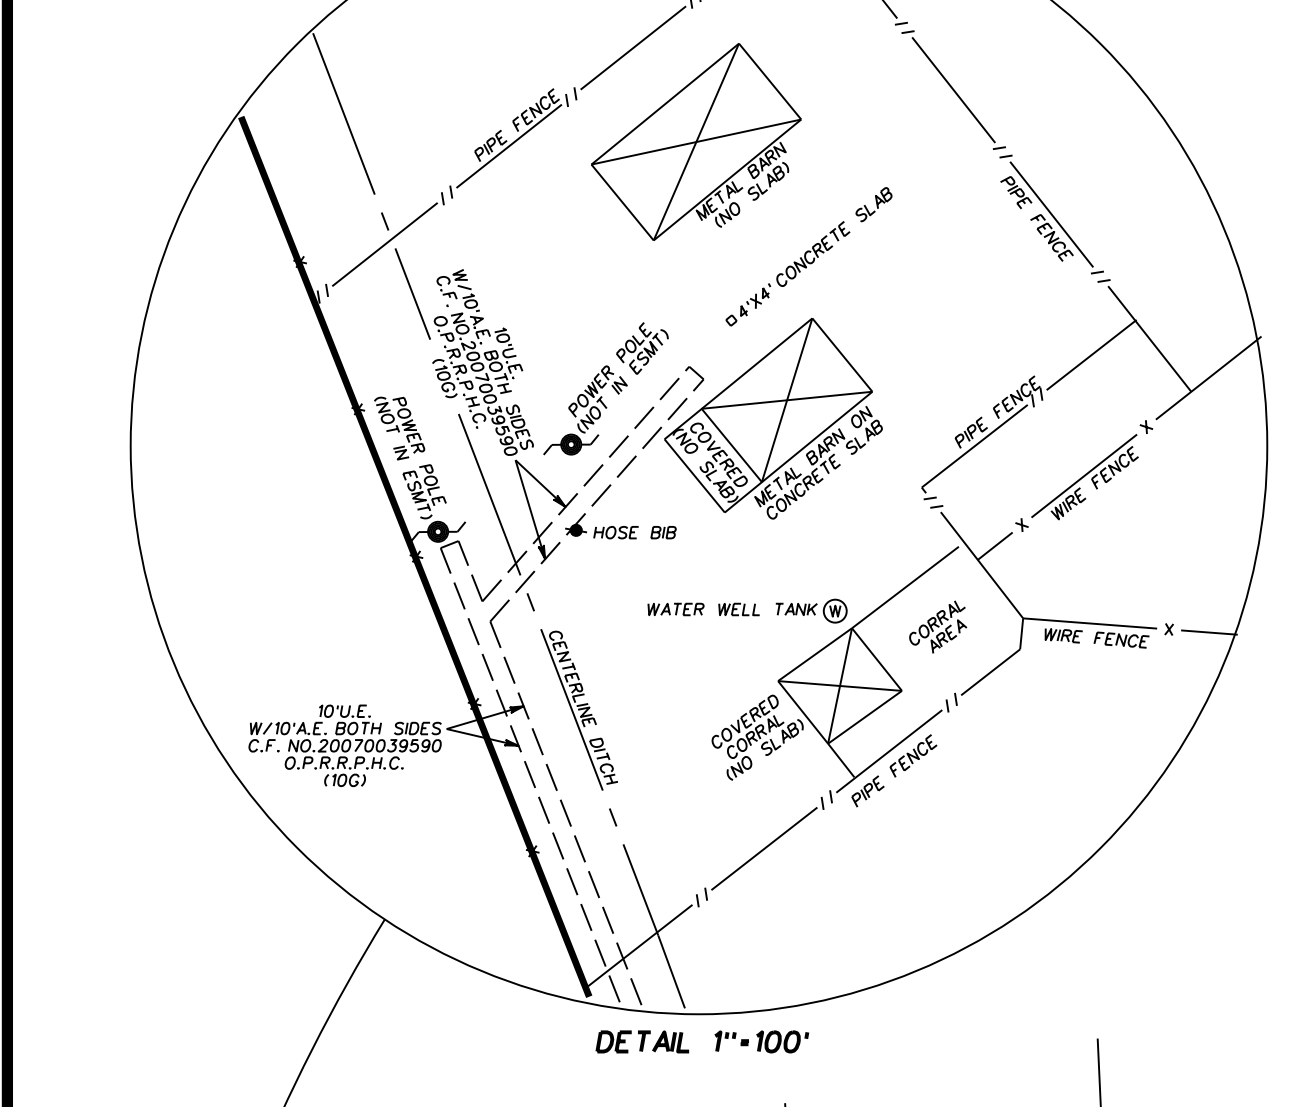 PIPE FENCE
METAL BARN
(NO SLAB)
PIPE FENCE
4'X4' CONCRETE SLAB
10'U.E.
W/10'A.E. BOTH SIDES
C.F. NO.20070039590
O.P.R.R.P.H.C.
(10G)
POWER POLE
(NOT IN ESMT)
POWER POLE
(NOT IN ESMT)
COVERED
(NO SLAB)
METAL BARN ON
CONCRETE SLAB
PIPE FENCE
WIRE FENCE
HOSE BIB
WATER WELL TANK W
CORRAL
AREA
WIRE FENCE
CENTERLINE DITCH
10'U.E.
W/10'A.E. BOTH SIDES
C.F. NO.20070039590
O.P.R.R.P.H.C.
(10G)
COVERED
CORRAL
(NO SLAB)
PIPE FENCE
DETAIL 1"=100'